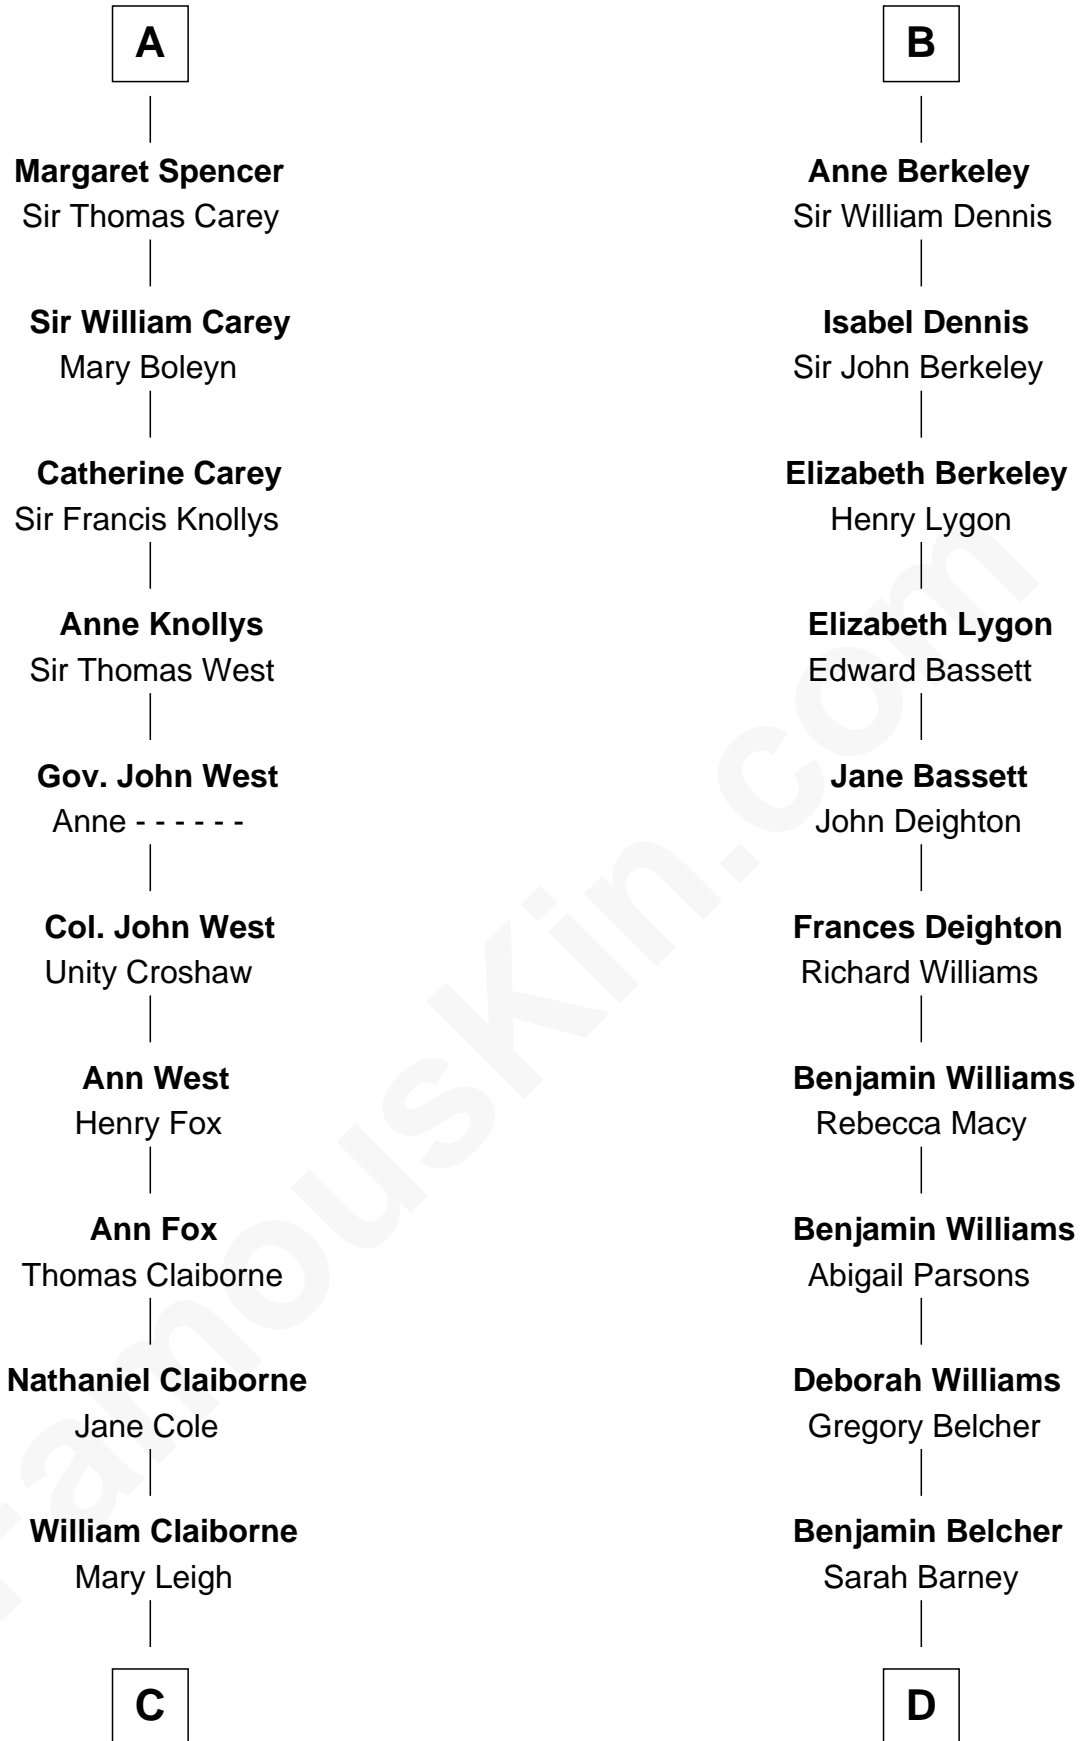 A
Margaret Spencer
Sir Thomas Carey
Sir William Carey
Mary Boleyn
Catherine Carey
Sir Francis Knollys
Anne Knollys
Sir Thomas West
Gov. John West
Anne - - - - - -
Col. John West
Unity Croshaw
Ann West
Henry Fox
Ann Fox
Thomas Claiborne
Nathaniel Claiborne
Jane Cole
William Claiborne
Mary Leigh
C
B
Anne Berkeley
Sir William Dennis
Isabel Dennis
Sir John Berkeley
Elizabeth Berkeley
Henry Lygon
Elizabeth Lygon
Edward Bassett
Jane Bassett
John Deighton
Frances Deighton
Richard Williams
Benjamin Williams
Rebecca Macy
Benjamin Williams
Abigail Parsons
Deborah Williams
Gregory Belcher
Benjamin Belcher
Sarah Barney
D
FamousKin.com